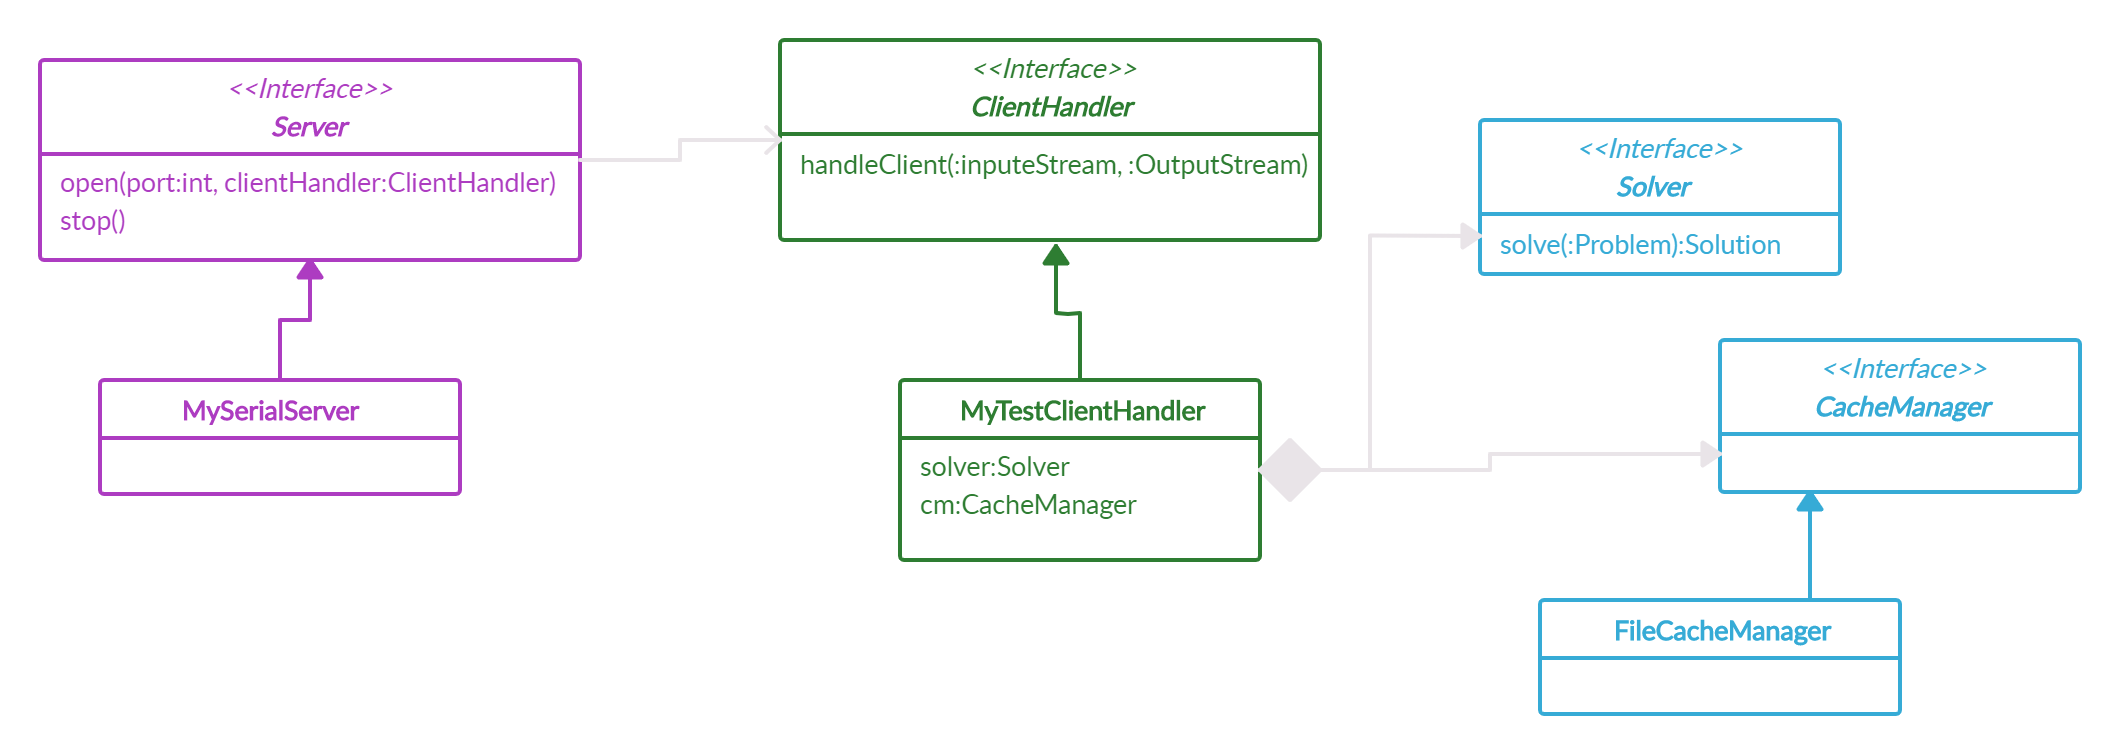 <<Interface>>
Server
open(port:int, clientHandler:ClientHandler)
stop()
MySerialServer
<<Interface>>
ClientHandler
handleClient(:inputeStream, :OutputStream)
MyTestClientHandler
solver:Solver
cm:CacheManager
<<Interface>>
Solver
solve(:Problem):Solution
<<Interface>>
CacheManager
FileCacheManager